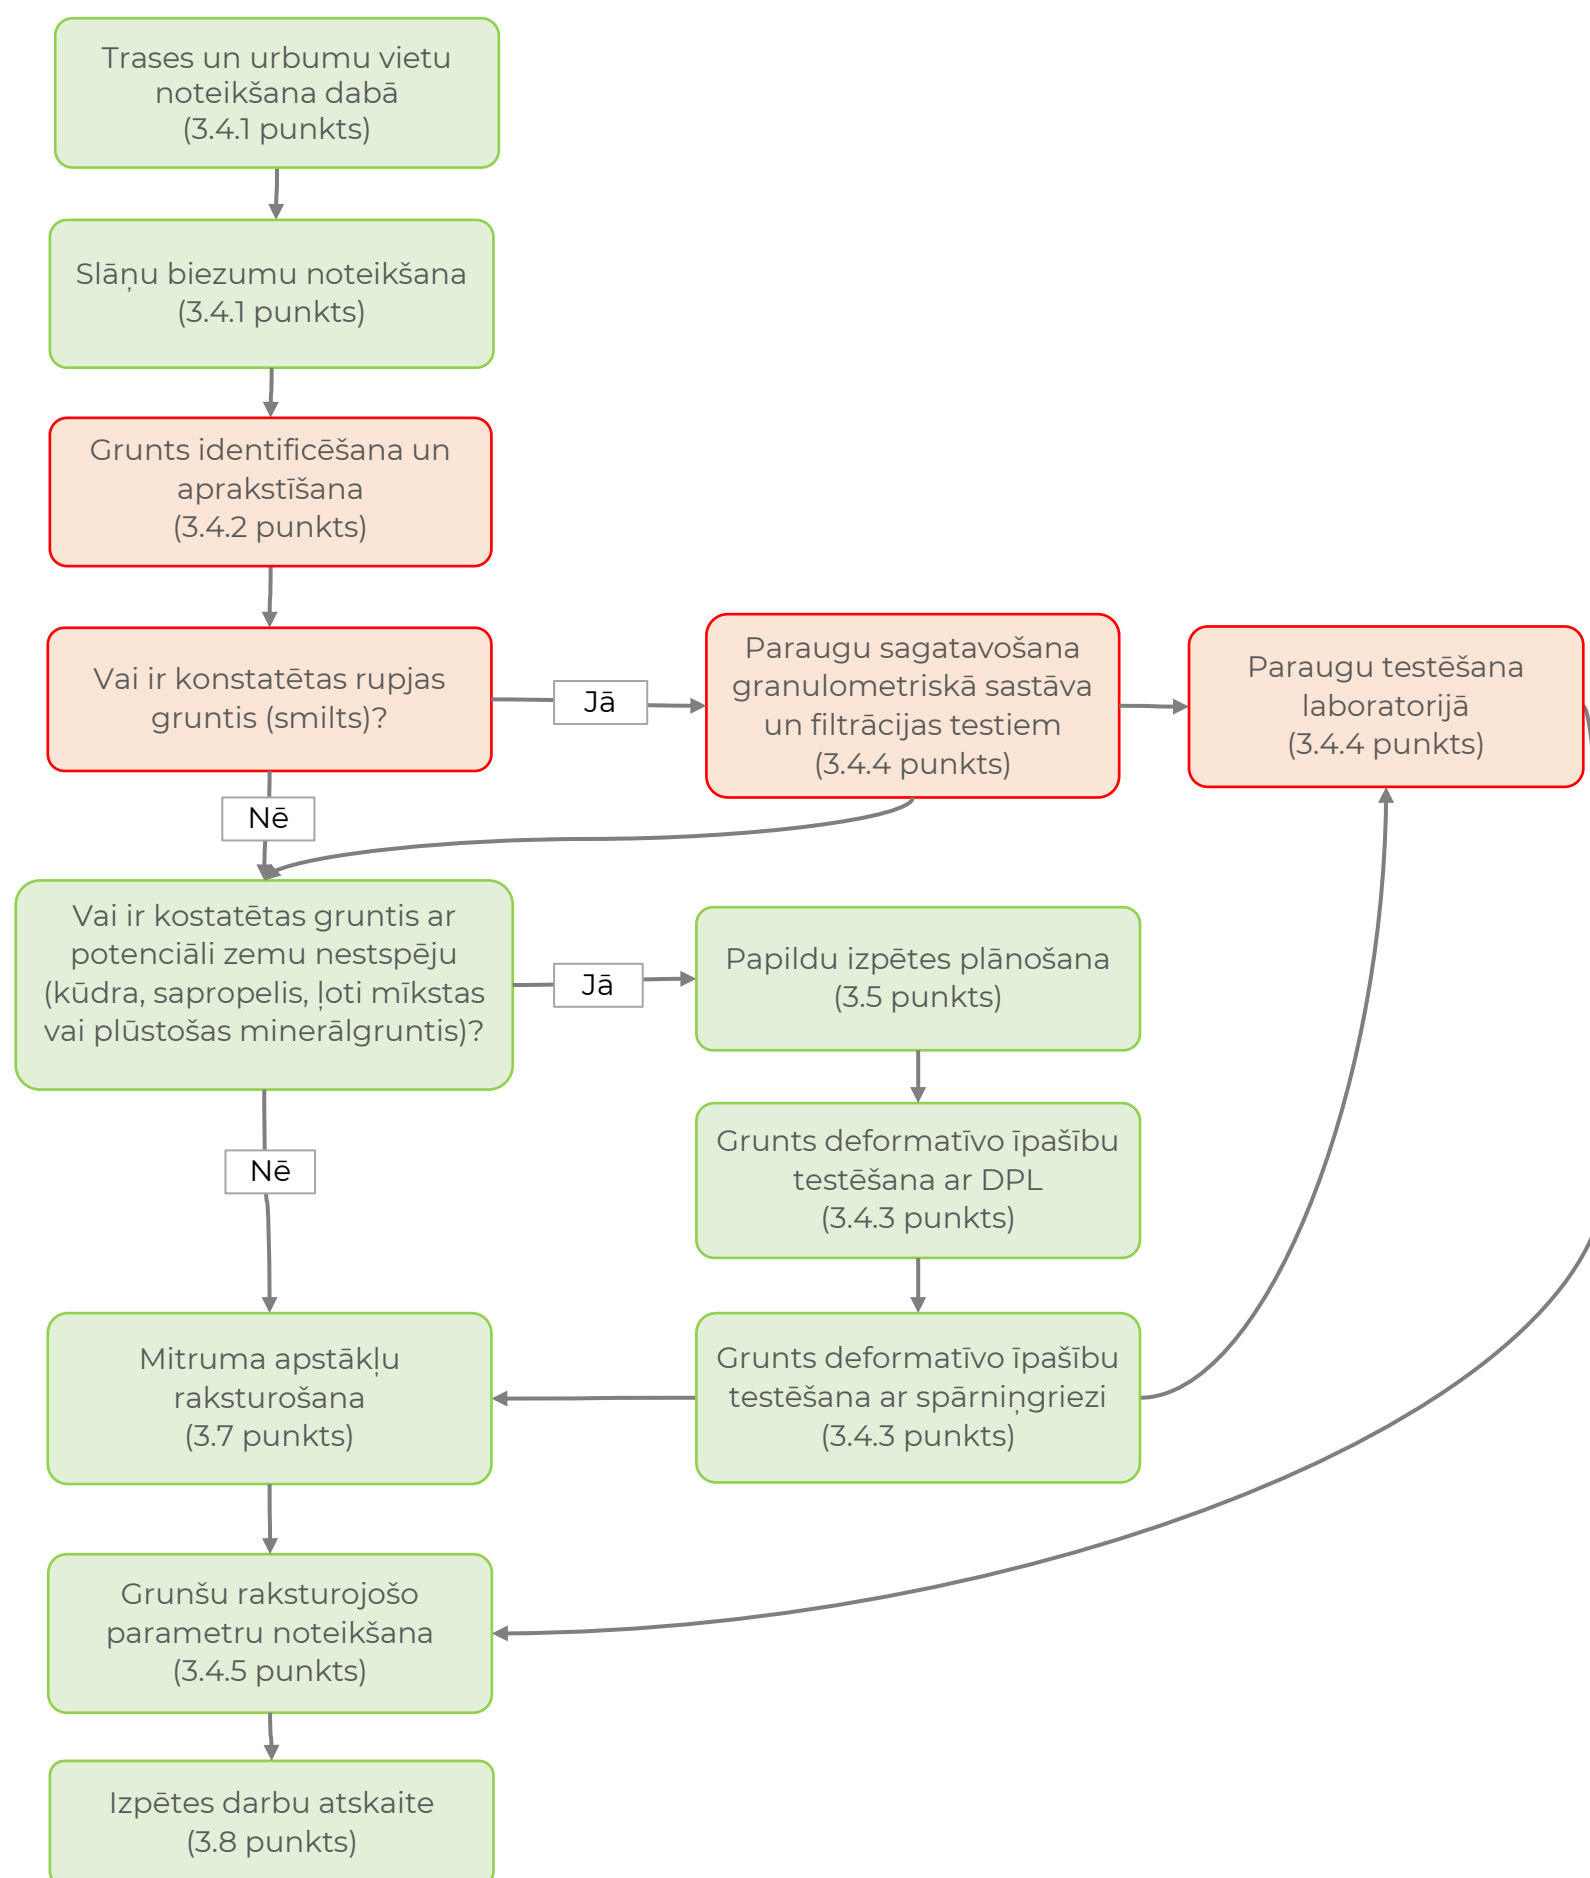 Trases un urbumu vietu
noteikšana dabā
(3.4.1 punkts)
Slāņu biezumu noteikšana
(3.4.1 punkts)
Grunts identificēšana un
aprakstīšana
(3.4.2 punkts)
Vai ir konstatētas rupjas
gruntis (smilts)?
Jā
Paraugu sagatavošana
granulometriskā sastāva
un filtrācijas testiem
(3.4.4 punkts)
Paraugu testēšana
laboratorijā
(3.4.4 punkts)
Nē
Vai ir kostatētas gruntis ar
potenciāli zemu nestspēju
(kūdra, sapropelis, ļoti mīkstas
vai plūstošas minerālgruntis)?
Jā
Papildu izpētes plānošana
(3.5 punkts)
Nē
Grunts deformatīvo īpašību
testēšana ar DPL
(3.4.3 punkts)
Mitruma apstākļu
raksturošana
(3.7 punkts)
Grunts deformatīvo īpašību
testēšana ar spārniņgriezi
(3.4.3 punkts)
Grunšu raksturojošo
parametru noteikšana
(3.4.5 punkts)
Izpētes darbu atskaite
(3.8 punkts)